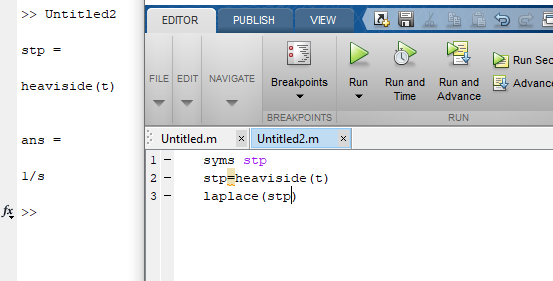 >> Untitled2
stp =
heaviside(t)
ans =
1/s
fx >>
EDITOR PUBLISH VIEW
FILE EDIT NAVIGATE Breakpoints Run Run and Time Run and Advance Run Sec
Advance
BREAKPOINTS RUN
Untitled.m × Untitled2.m ×
1 – syms stp
2 – stp=heaviside(t)
3 – laplace(stp)